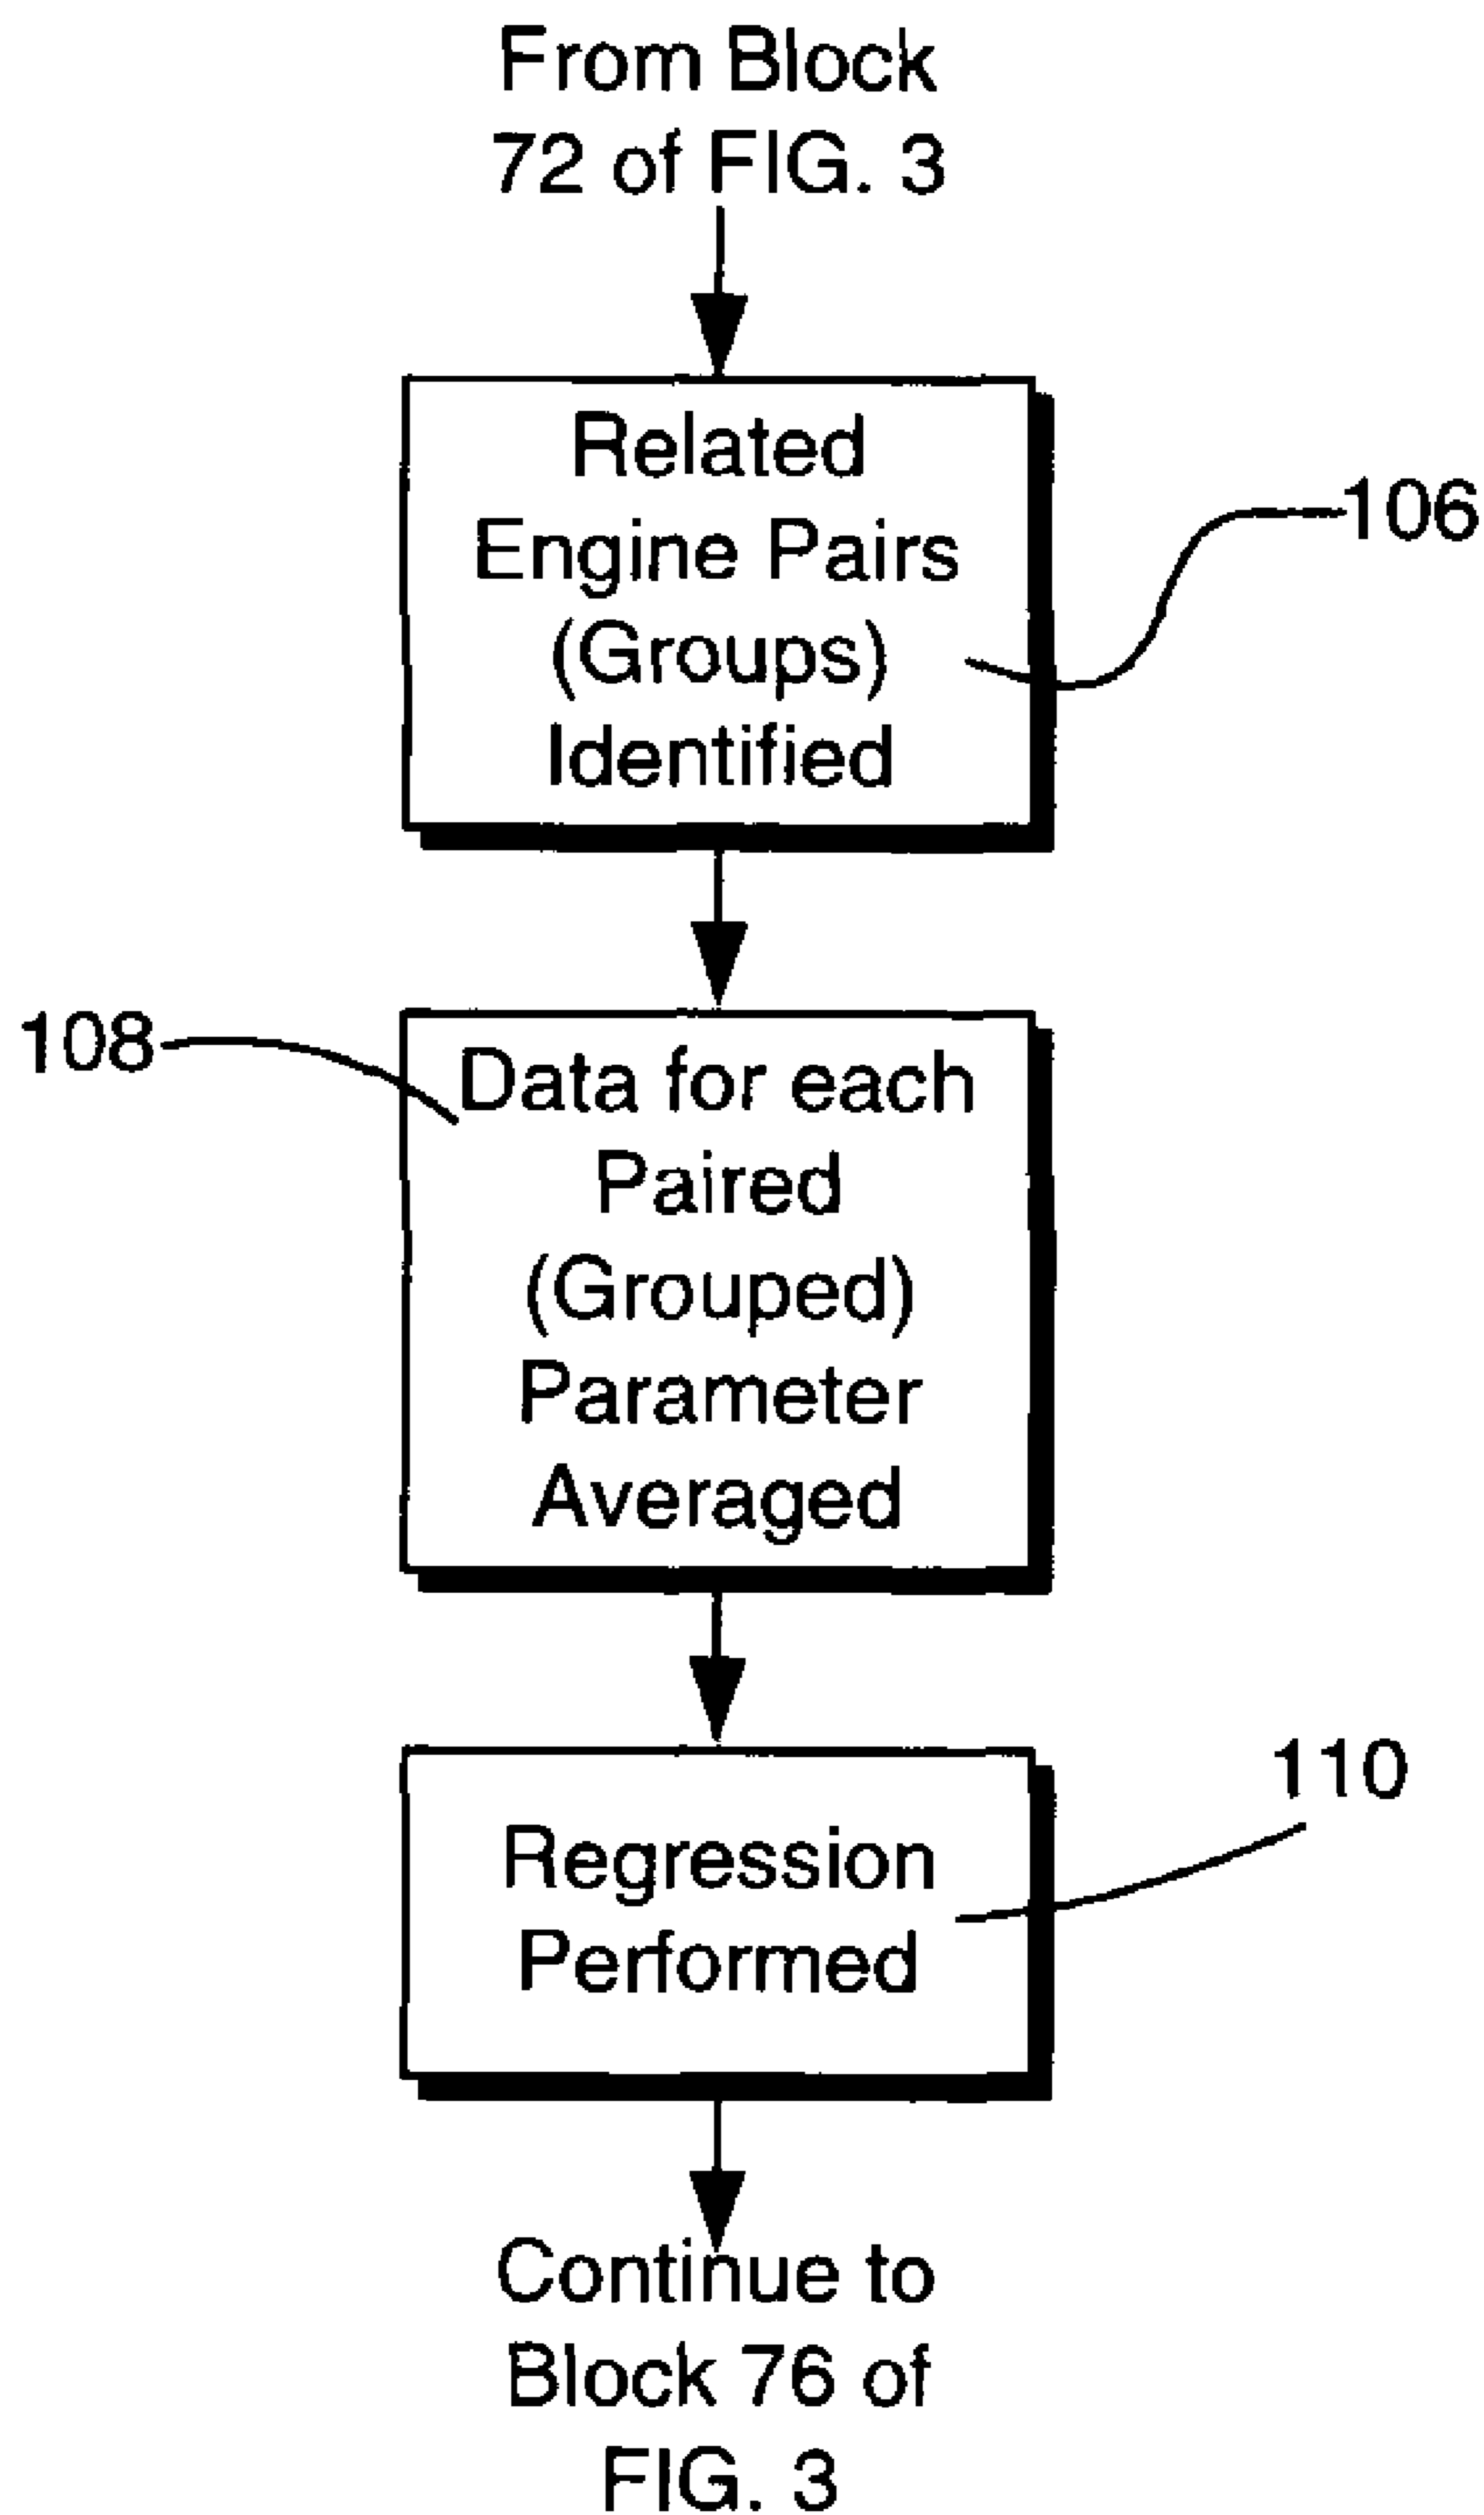 From Block
72 of FIG. 3
Related
Engine Pairs
(Groups)
Identified
106
108
Data for each
Paired
(Grouped)
Parameter
Averaged
110
Regression
Performed
Continue to
Block 76 of
FIG. 3